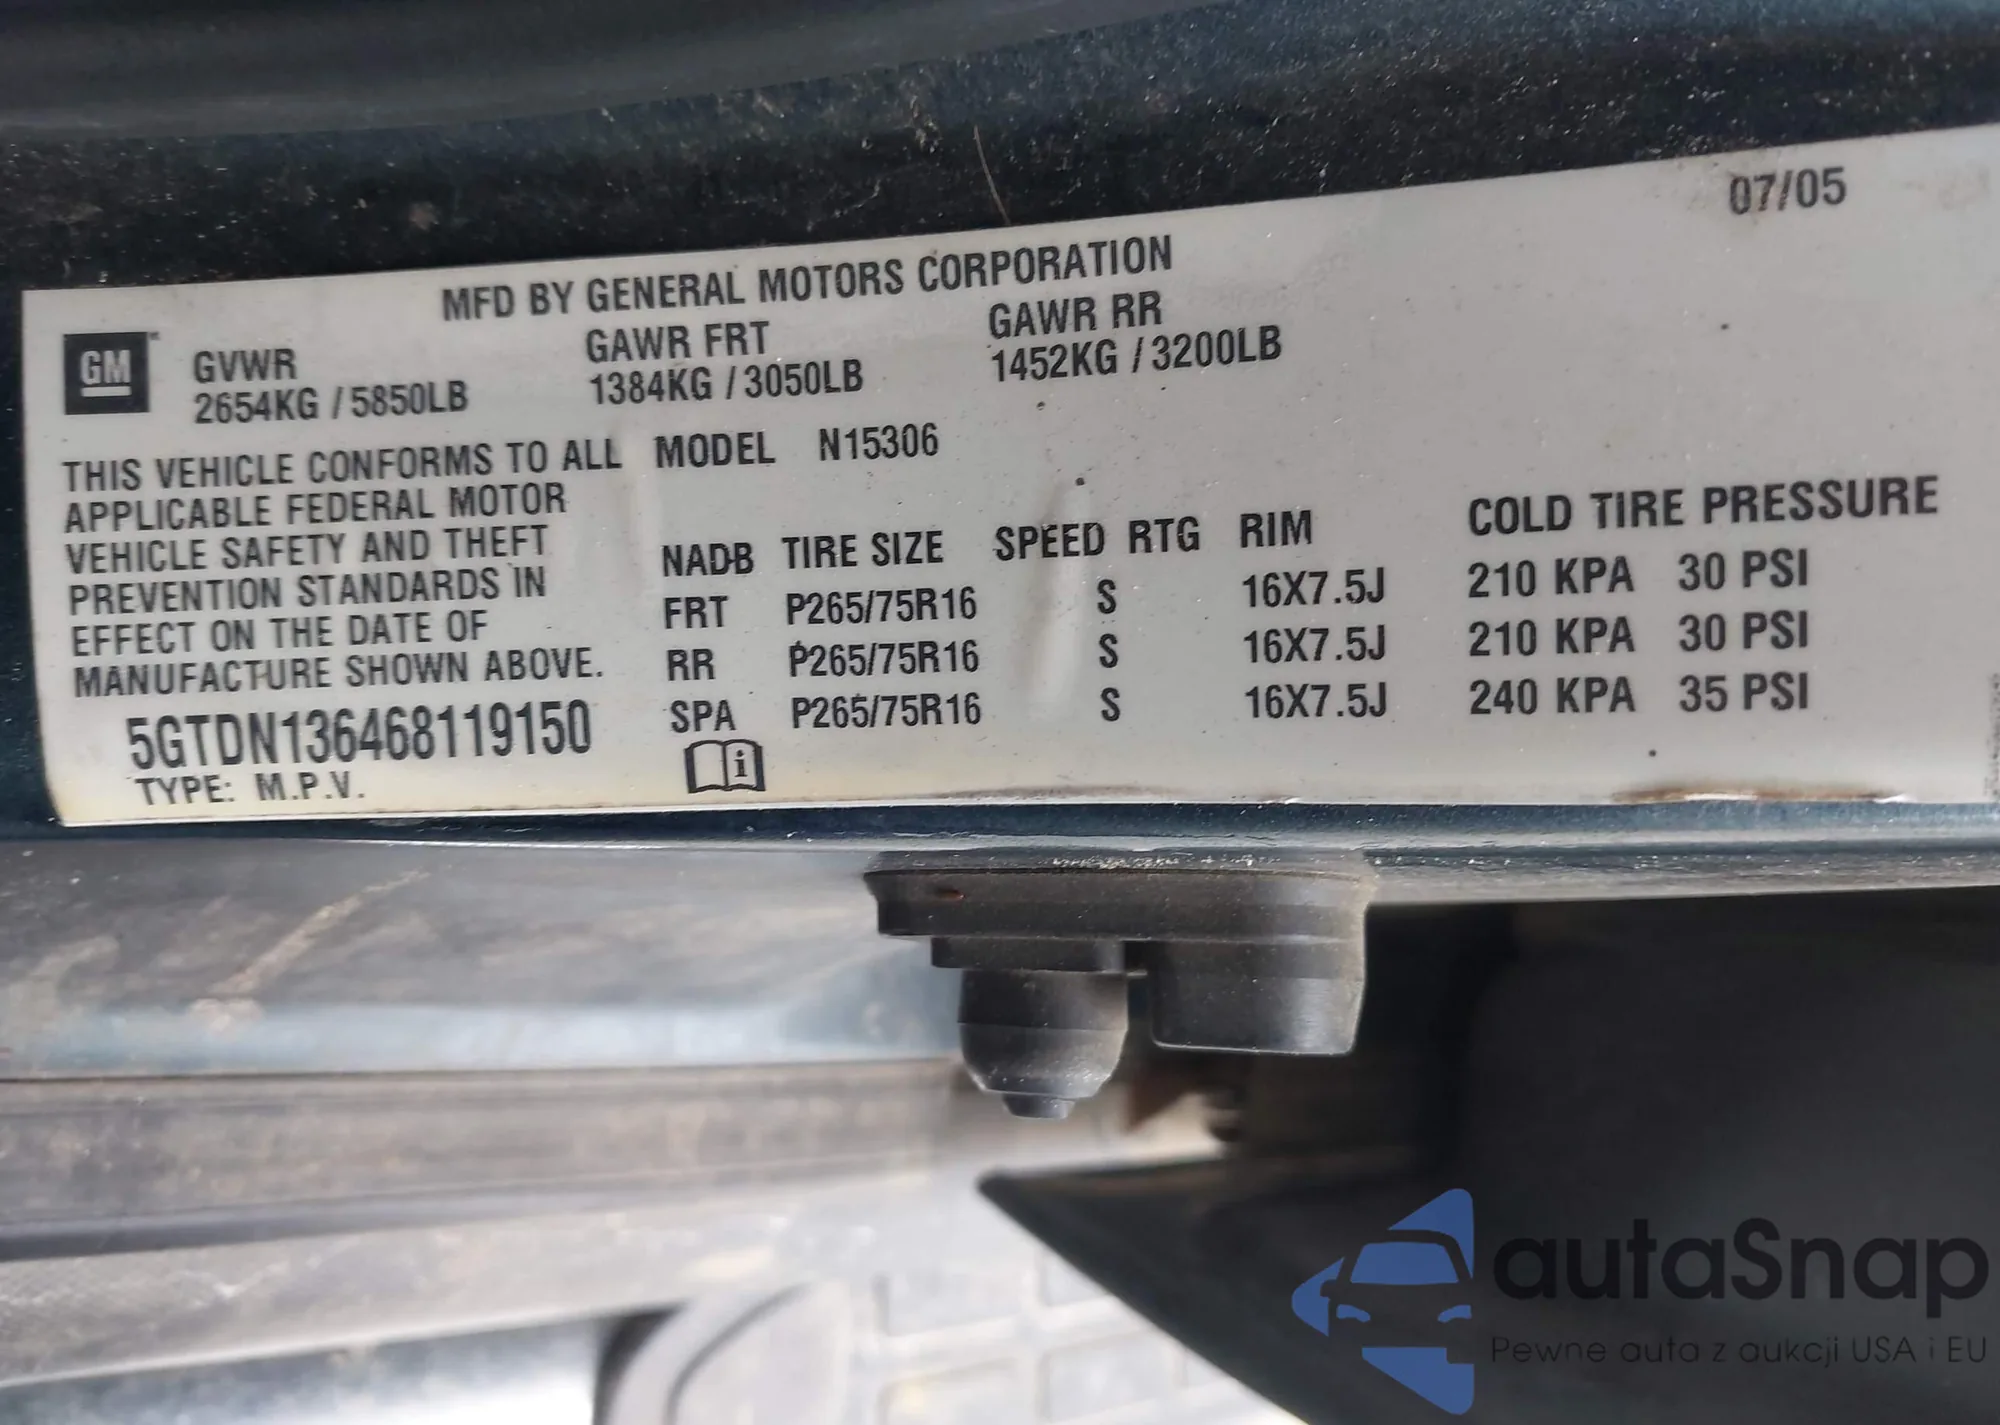 07/05
MFD BY GENERAL MOTORS CORPORATION
GM
GVWR GAWR FRT GAWR RR
2654KG / 5850LB 1384KG / 3050LB 1452KG / 3200LB
THIS VEHICLE CONFORMS TO ALL
APPLICABLE FEDERAL MOTOR
VEHICLE SAFETY AND THEFT
PREVENTION STANDARDS IN
EFFECT ON THE DATE OF
MANUFACTURE SHOWN ABOVE.
5GTDN136468119150
TYPE: M.P.V.
MODEL N15306
NADB TIRE SIZE SPEED RTG RIM COLD TIRE PRESSURE
FRT P265/75R16 S 16X7.5J 210 KPA 30 PSI
RR P265/75R16 S 16X7.5J 210 KPA 30 PSI
SPA P265/75R16 S 16X7.5J 240 KPA 35 PSI
i
autaSnap
Pewne auta z aukcji USA i EU